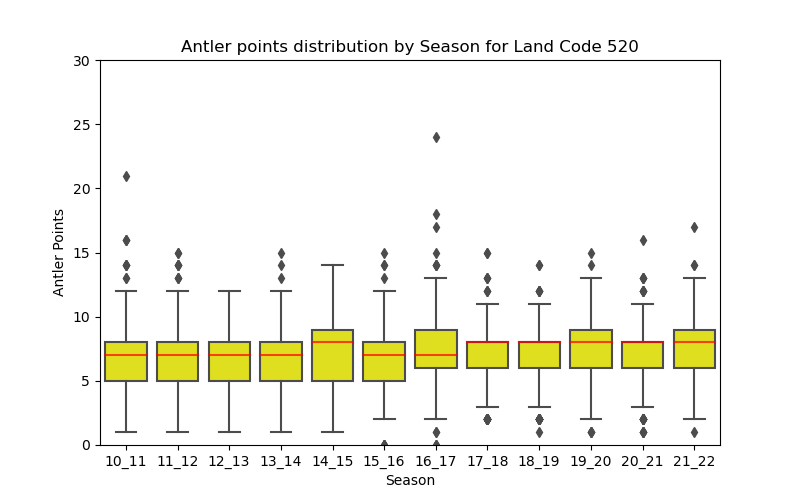 Antler points distribution by Season for Land Code 520
30
25
20
15
10
5
0
Antler Points
10_11 11_12 12_13 13_14 14_15 15_16 16_17 17_18 18_19 19_20 20_21 21_22
Season